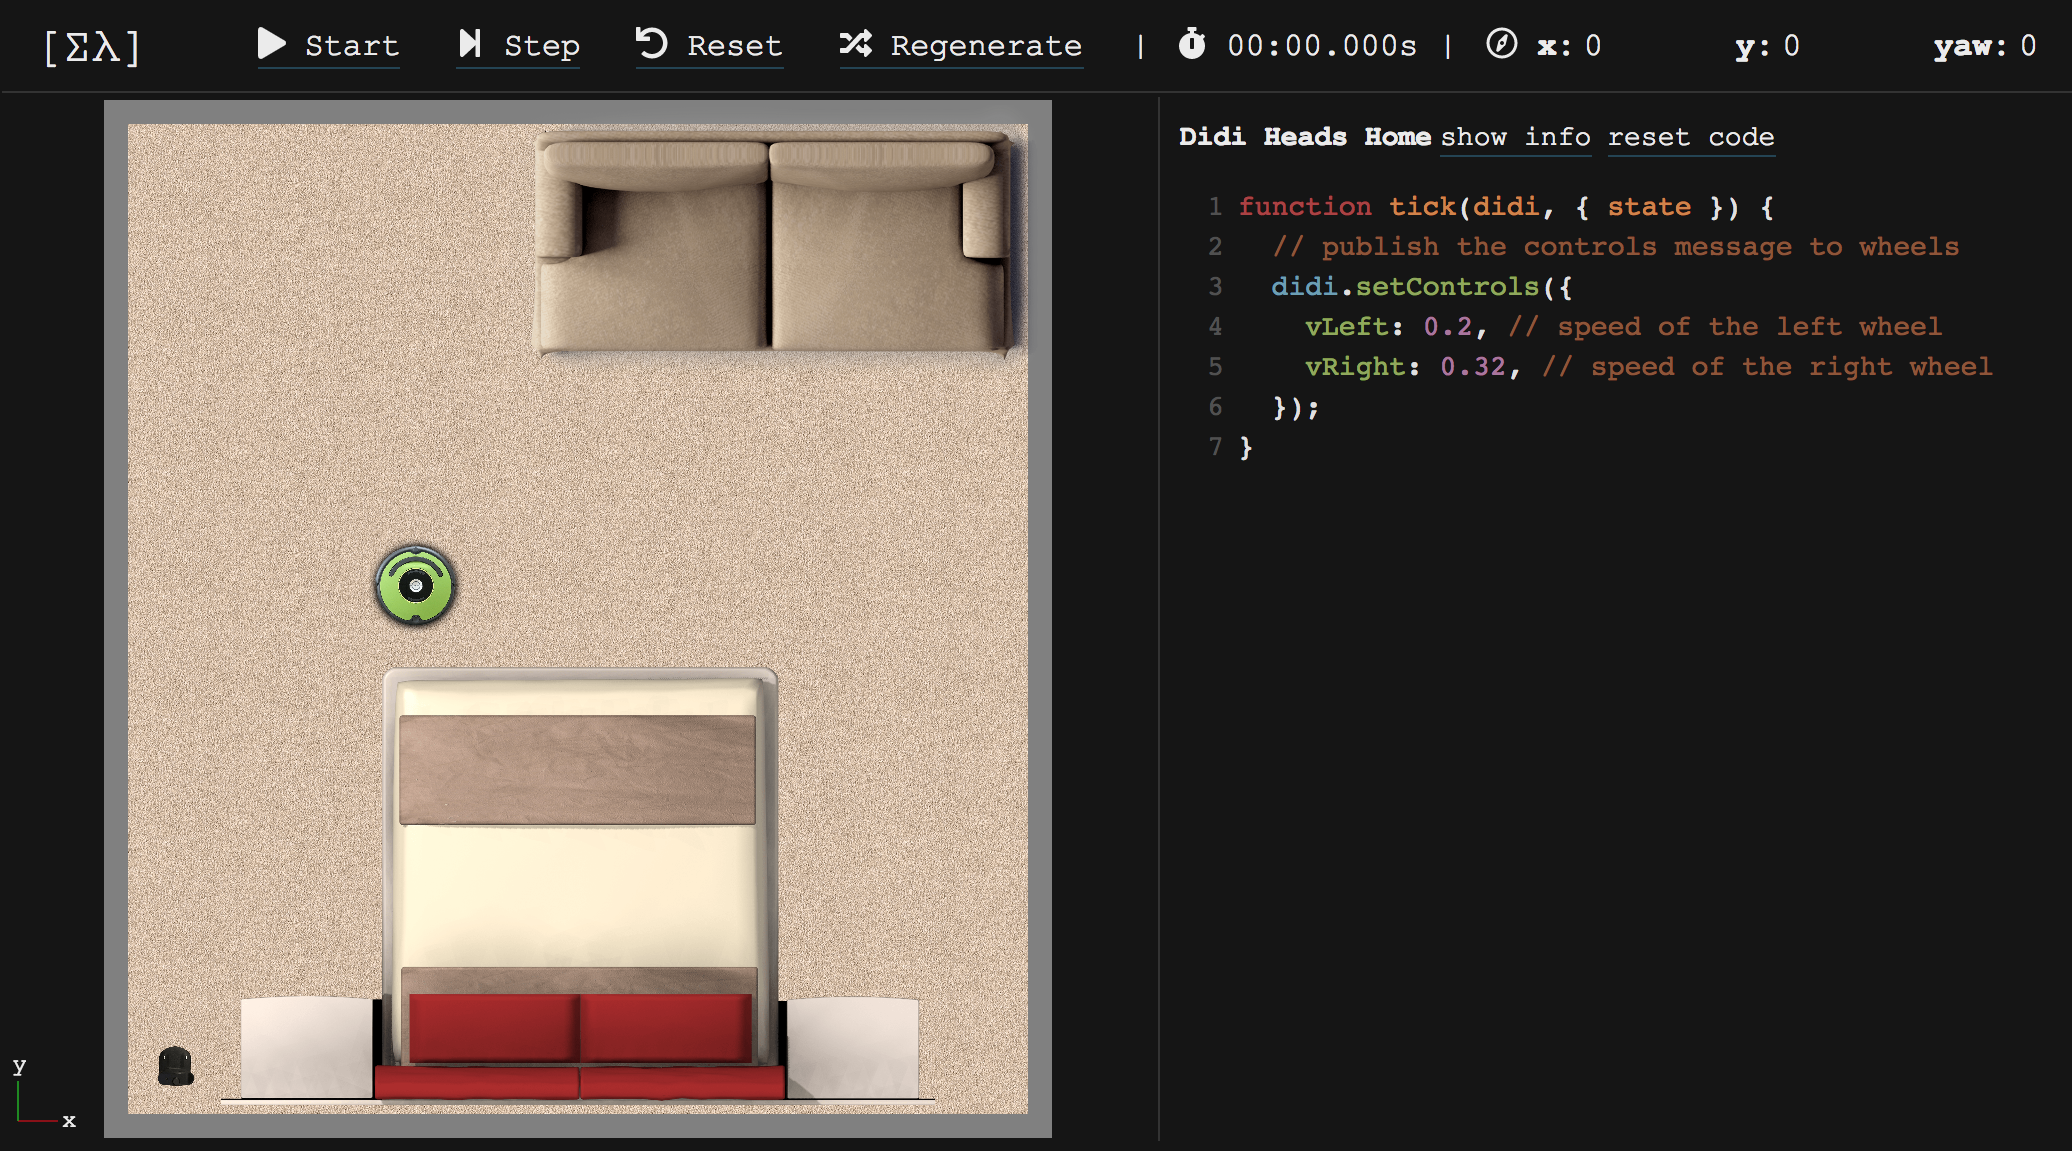 [Σλ] Start Step Reset Regenerate | 00:00.000s | x: 0 y: 0 yaw: 0
Didi Heads Home show info reset code
1 function tick(didi, { state }) {
2 // publish the controls message to wheels
3 didi.setControls({
4 vLeft: 0.2, // speed of the left wheel
5 vRight: 0.32, // speed of the right wheel
6 });
7 }
y
x